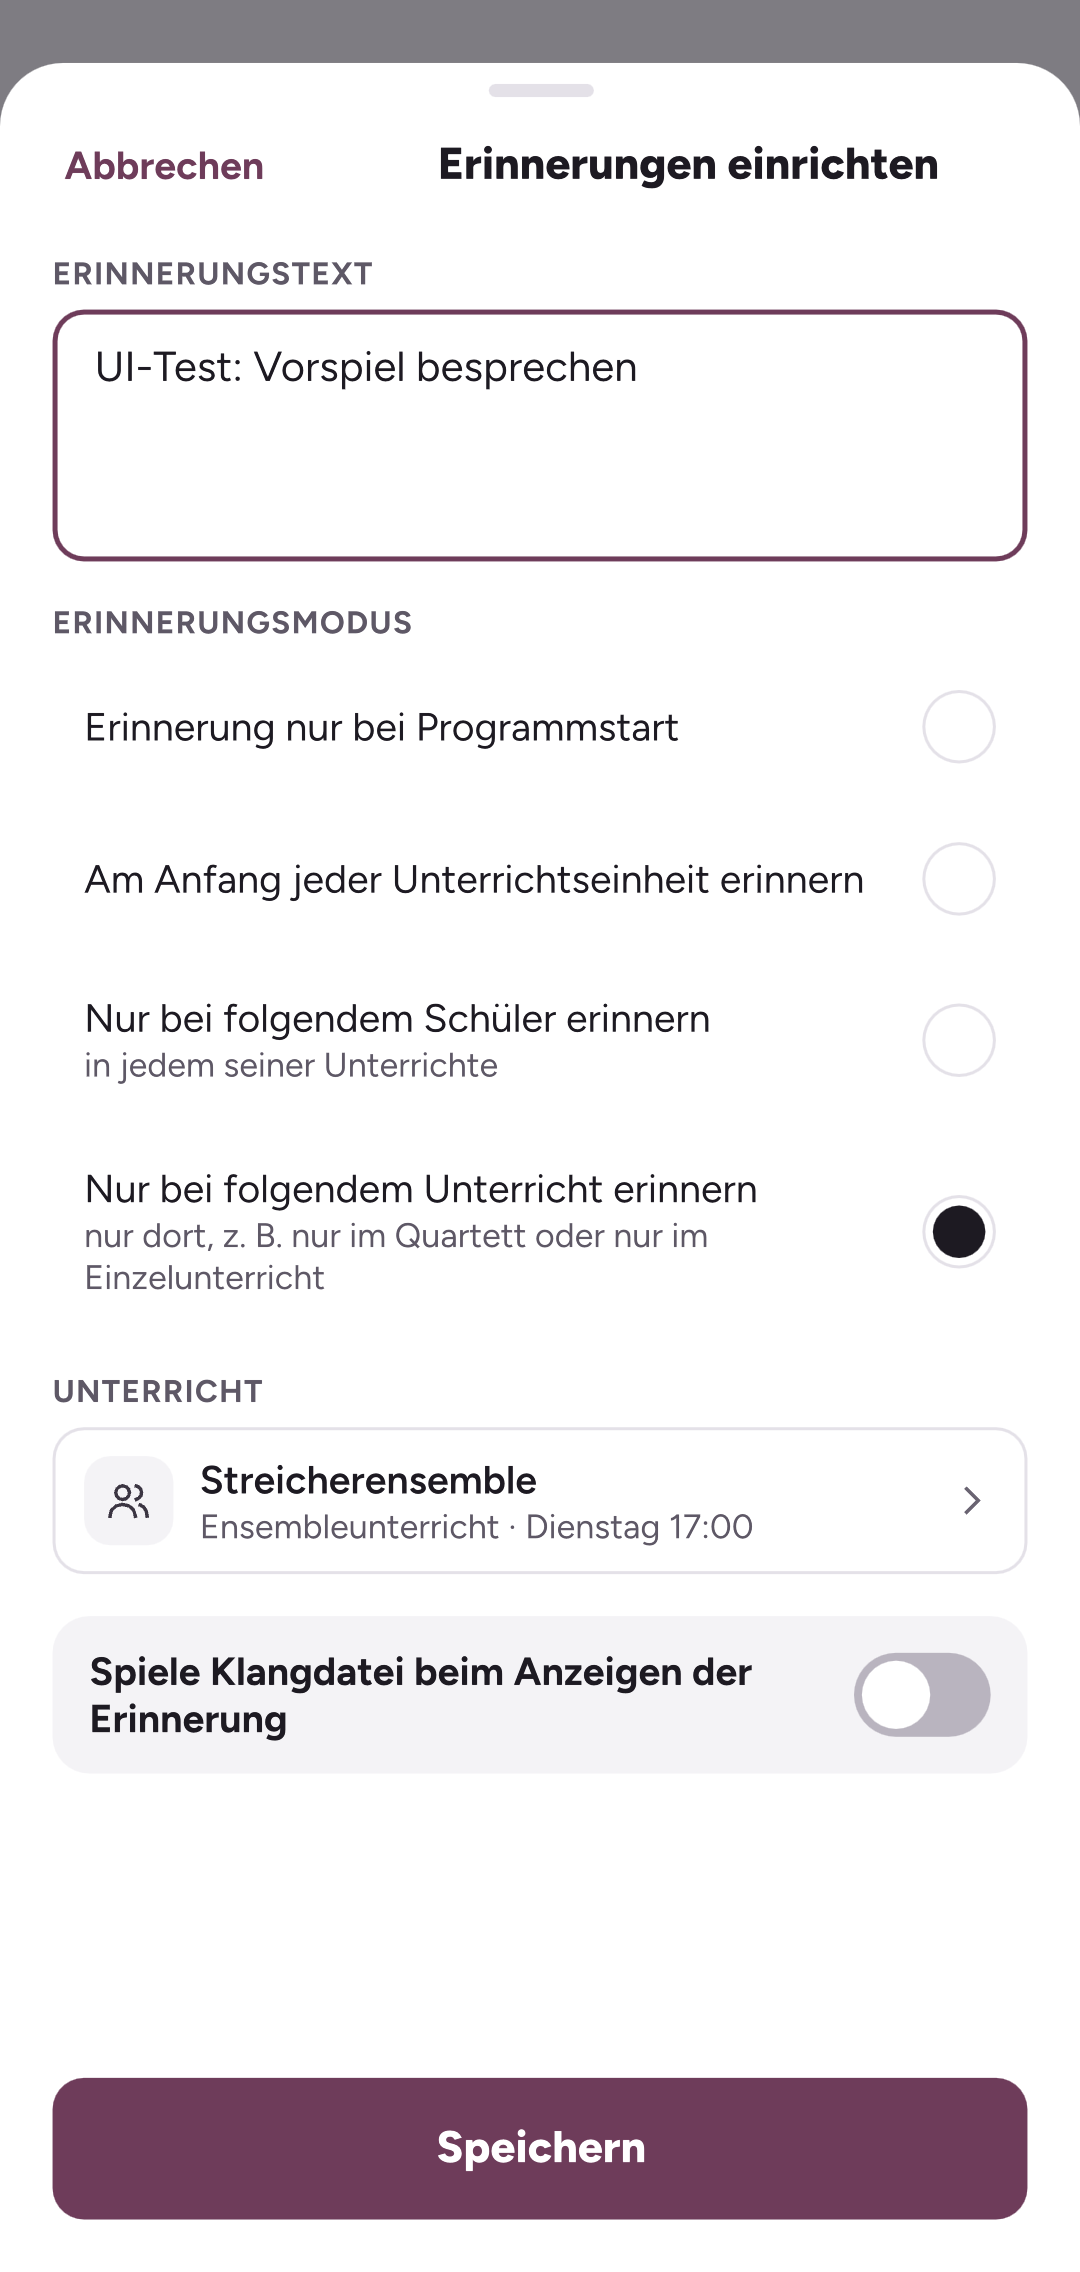 Abbrechen
Erinnerungen einrichten
ERINNERUNGSTEXT
UI-Test: Vorspiel besprechen
ERINNERUNGSMODUS
Erinnerung nur bei Programmstart
Am Anfang jeder Unterrichtseinheit erinnern
Nur bei folgendem Schüler erinnern
in jedem seiner Unterrichte
Nur bei folgendem Unterricht erinnern
nur dort, z. B. nur im Quartett oder nur im
Einzelunterricht
UNTERRICHT
Streicherensemble
Ensembleunterricht · Dienstag 17:00
Spiele Klangdatei beim Anzeigen der
Erinnerung
Speichern